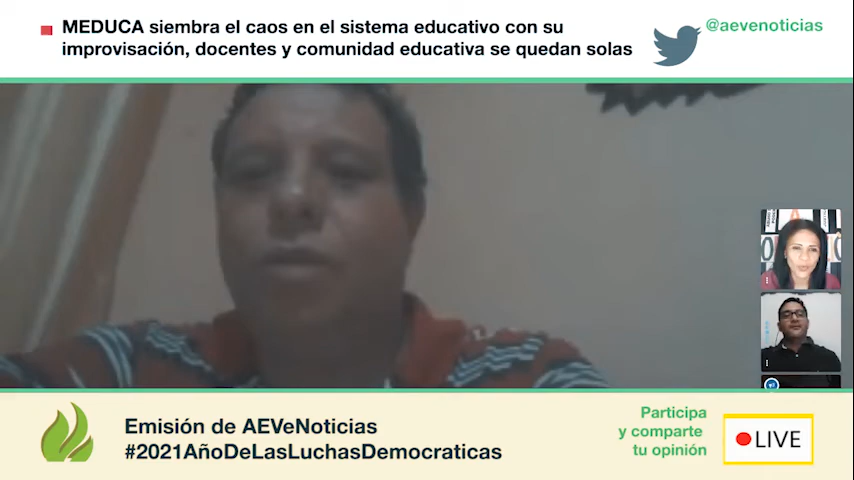 MEDUCA siembra el caos en el sistema educativo con su
improvisación, docentes y comunidad educativa se quedan solas
@aevenoticias
Emisión de AEVeNoticias
#2021AñoDeLasLuchasDemocraticas
Participa
y comparte
tu opinión
LIVE